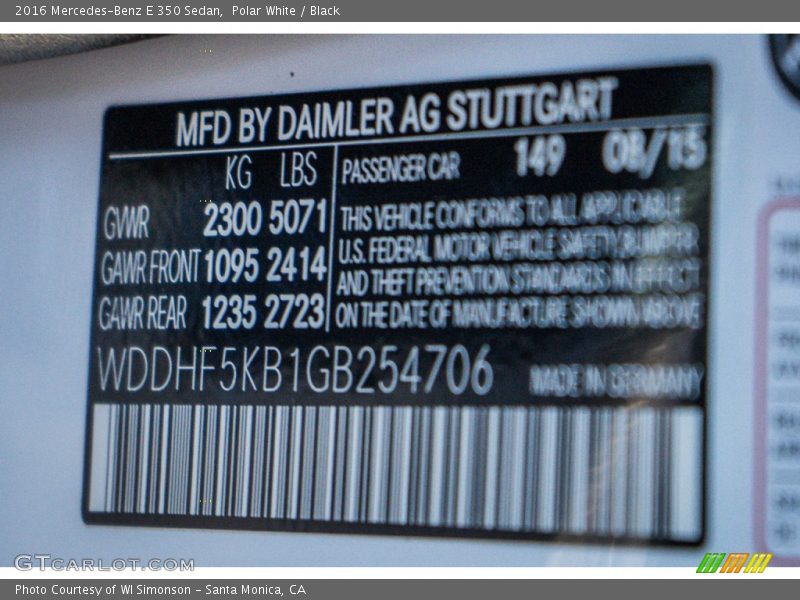 2016 Mercedes-Benz E 350 Sedan, Polar White / Black
MFD BY DAIMLER AG STUTTGART
KG LBS
GVWR 2300 5071
GAWR FRONT 1095 2414
GAWR REAR 1235 2723
PASSENGER CAR 149 08/15
THIS VEHICLE CONFORMS TO ALL APPLICABLE
U.S. FEDERAL MOTOR VEHICLE SAFETY, BUMPER
AND THEFT PREVENTION STANDARDS IN EFFECT
ON THE DATE OF MANUFACTURE SHOWN ABOVE
WDDHF5KB1GB254706
MADE IN GERMANY
GTCARLOT.COM
Photo Courtesy of WI Simonson - Santa Monica, CA